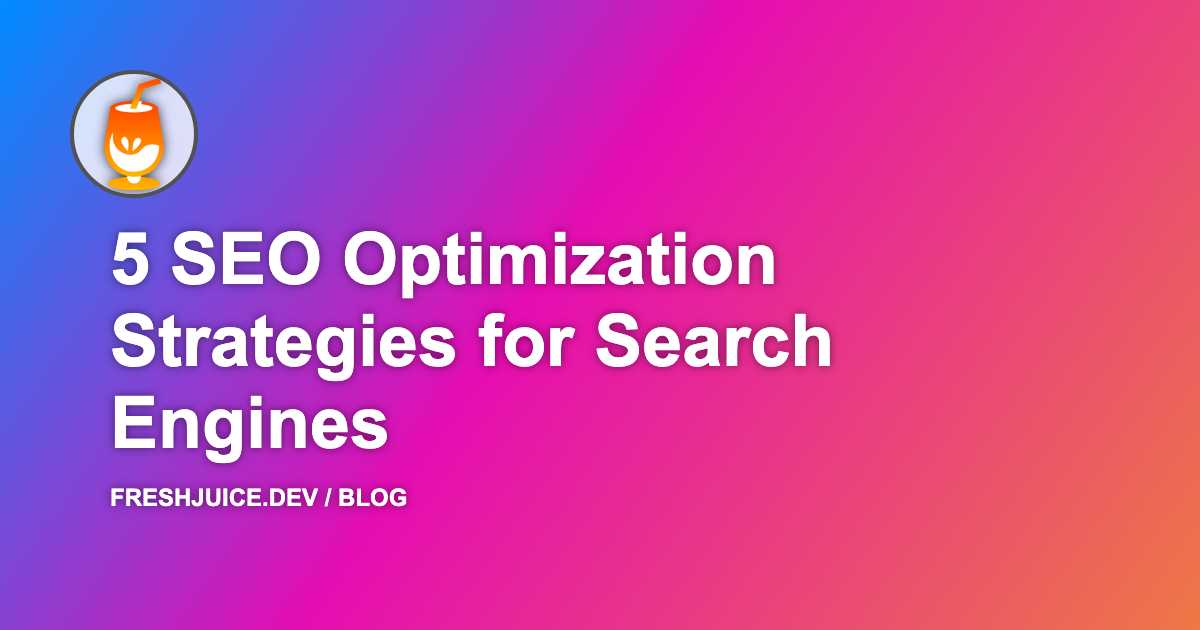 5 SEO Optimization
Strategies for Search
Engines
FRESHJUICE.DEV / BLOG